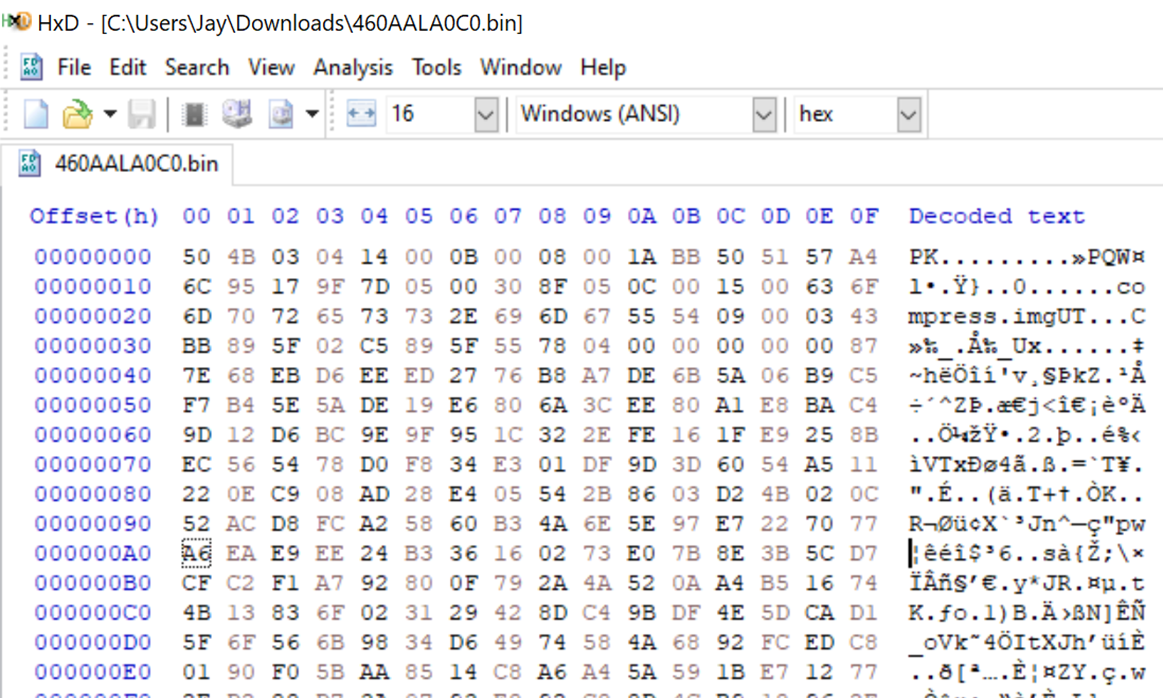 HxD - [C:\Users\Jay\Downloads\460AALA0C0.bin]
File Edit Search View Analysis Tools Window Help
16 Windows (ANSI) hex
460AALA0C0.bin
Offset(h) 00 01 02 03 04 05 06 07 08 09 0A 0B 0C 0D 0E 0F Decoded text
00000000 50 4B 03 04 14 00 0B 00 08 00 1A BB 50 51 57 A4 PK.........»PQW¤
00000010 6C 95 17 9F 7D 05 00 30 8F 05 0C 00 15 00 63 6F l•.Ÿ}..0......co
00000020 6D 70 72 65 73 73 2E 69 6D 67 55 54 09 00 03 43 mpress.imgUT...C
00000030 BB 89 5F 02 C5 89 5F 55 78 04 00 00 00 00 00 87 »‰_.Å‰_Ux......‡
00000040 7E 68 EB D6 EE ED 27 76 B8 A7 DE 6B 5A 06 B9 C5 ~hëÖîí'v¸§ÞkZ.¹Å
00000050 F7 B4 5E 5A DE 19 E6 80 6A 3C EE 80 A1 E8 BA C4 ÷´^ZÞ.æ€j<î€¡èºÄ
00000060 9D 12 D6 BC 9E 9F 95 1C 32 2E FE 16 1F E9 25 8B ..Ö¼žŸ•.2.þ..é%‹
00000070 EC 56 54 78 D0 F8 34 E3 01 DF 9D 3D 60 54 A5 11 ìVTxÐø4ã.ß.=`T¥.
00000080 22 0E C9 08 AD 28 E4 05 54 2B 86 03 D2 4B 02 0C ".É..(ä.T+†.ÒK..
00000090 52 AC D8 FC A2 58 60 B3 4A 6E 5E 97 E7 22 70 77 R¬Øü¢X`³Jn^—ç"pw
000000A0 A6 EA E9 EE 24 B3 36 16 02 73 E0 7B 8E 3B 5C D7 ¦êéî$³6..sà{Ž;\×
000000B0 CF C2 F1 A7 92 80 0F 79 2A 4A 52 0A A4 B5 16 74 ÏÂñ§’€.y*JR.¤µ.t
000000C0 4B 13 83 6F 02 31 29 42 8D C4 9B DF 4E 5D CA D1 K.ƒo.1)B.Ä›ßN]ÊÑ
000000D0 5F 6F 56 6B 98 34 D6 49 74 58 4A 68 92 FC ED C8 _oVk˜4ÖItXJh’üíÈ
000000E0 01 90 F0 5B AA 85 14 C8 A6 A4 5A 59 1B E7 12 77 ..ð[ª….È¦¤ZY.ç.w